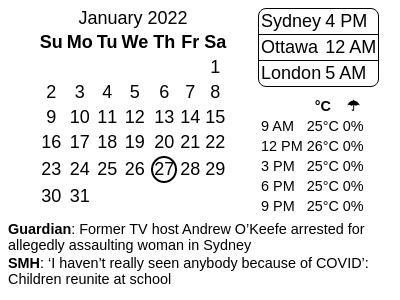 January 2022
Su Mo Tu We Th Fr Sa
1
2 3 4 5 6 7 8
9 10 11 12 13 14 15
16 17 18 19 20 21 22
23 24 25 26 27 28 29
30 31
Sydney 4 PM
Ottawa 12 AM
London 5 AM
°C ☂
9 AM 25°C 0%
12 PM 26°C 0%
3 PM 25°C 0%
6 PM 25°C 0%
9 PM 25°C 0%
Guardian: Former TV host Andrew O’Keefe arrested for
allegedly assaulting woman in Sydney
SMH: ‘I haven’t really seen anybody because of COVID’:
Children reunite at school